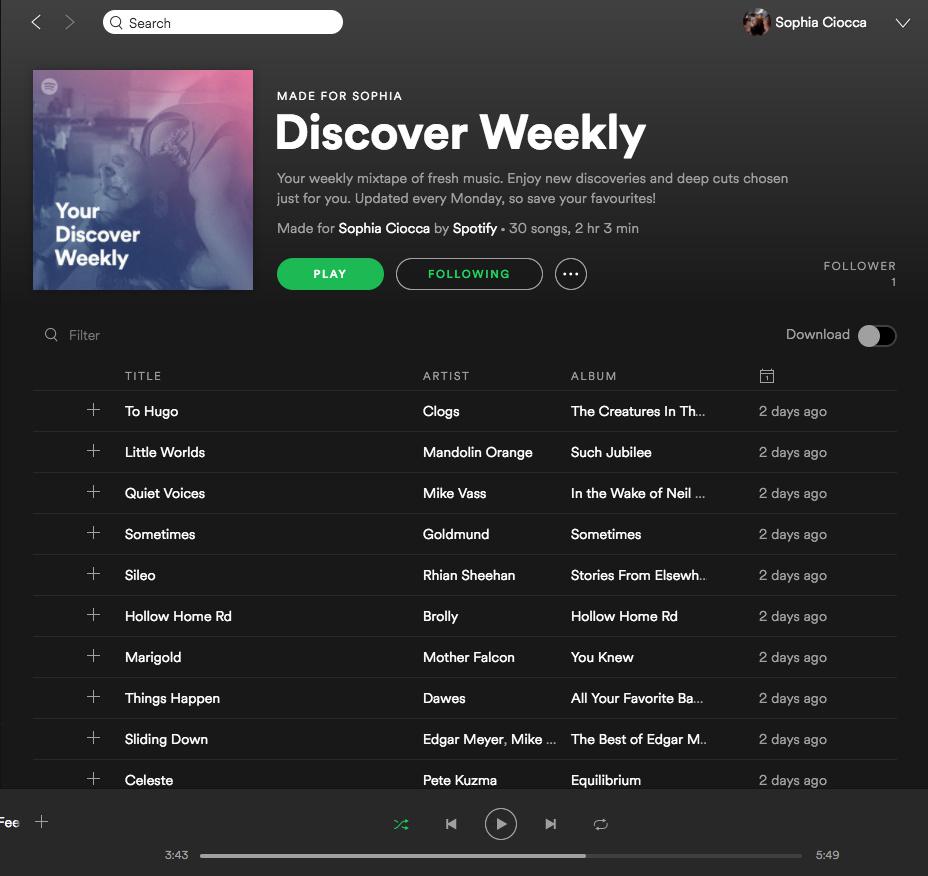 Search
Sophia Ciocca
MADE FOR SOPHIA
Discover Weekly
Your weekly mixtape of fresh music. Enjoy new discoveries and deep cuts chosen
just for you. Updated every Monday, so save your favourites!
Made for Sophia Ciocca by Spotify • 30 songs, 2 hr 3 min
Your
Discover
Weekly
PLAY
FOLLOWING
FOLLOWER
1
Filter
Download
TITLE ARTIST ALBUM 1
To Hugo Clogs The Creatures In Th... 2 days ago
Little Worlds Mandolin Orange Such Jubilee 2 days ago
Quiet Voices Mike Vass In the Wake of Neil ... 2 days ago
Sometimes Goldmund Sometimes 2 days ago
Sileo Rhian Sheehan Stories From Elsewh... 2 days ago
Hollow Home Rd Brolly Hollow Home Rd 2 days ago
Marigold Mother Falcon You Knew 2 days ago
Things Happen Dawes All Your Favorite Ba... 2 days ago
Sliding Down Edgar Meyer, Mike ... The Best of Edgar M... 2 days ago
Celeste Pete Kuzma Equilibrium 2 days ago
Fee
3:43 5:49